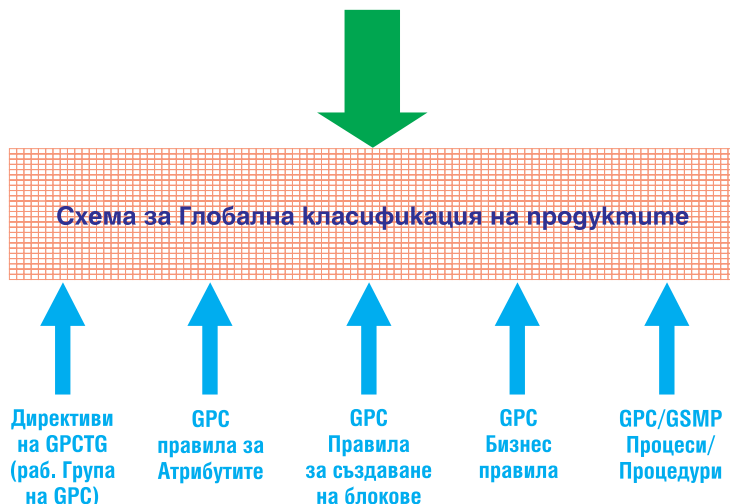 Схема за Глобална класификация на продуктите
Директиви
на GPCTG
(раб. Група
на GPC)
GPC
правила за
Атрибутите
GPC
Правила
за създаване
на блокове
GPC
Бизнес
правила
GPC/GSMP
Процеси/
Процедури